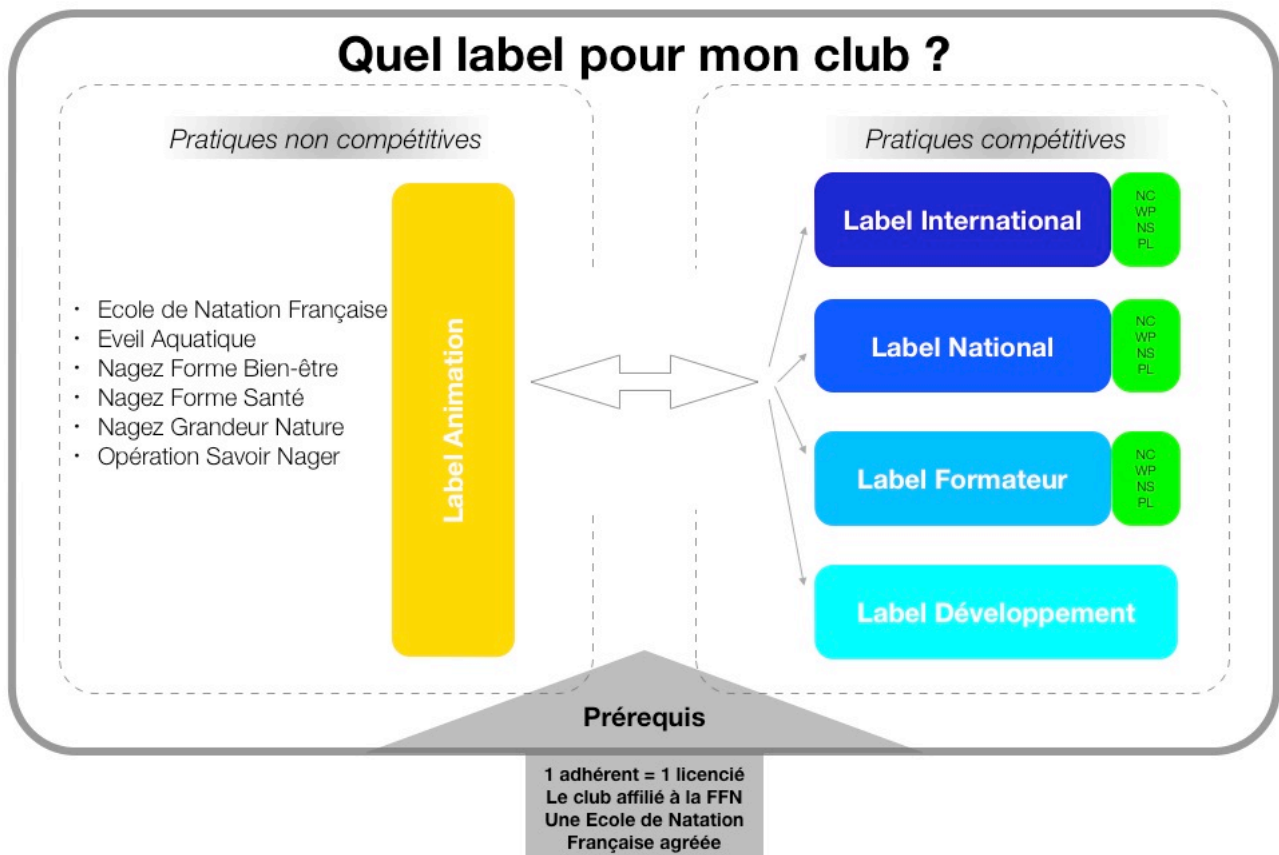 Quel label pour mon club ?
Pratiques non compétitives
• Ecole de Natation Française
• Eveil Aquatique
• Nagez Forme Bien-être
• Nagez Forme Santé
• Nagez Grandeur Nature
• Opération Savoir Nager
Label Animation
Pratiques compétitives
Label International
NC
WP
NS
PL
Label National
NC
WP
NS
PL
Label Formateur
NC
WP
NS
PL
Label Développement
Prérequis
1 adhérent = 1 licencié
Le club affilié à la FFN
Une Ecole de Natation
Française agréée